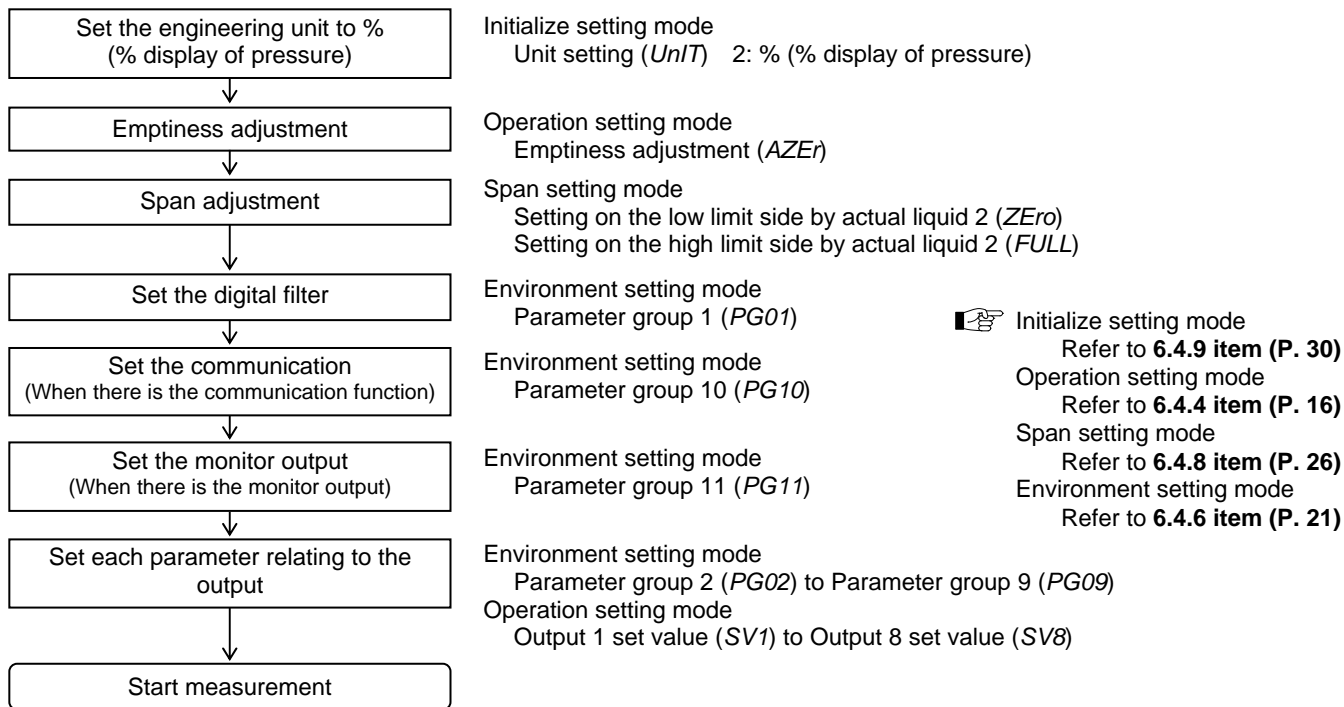 Set the engineering unit to %
(% display of pressure)
Initialize setting mode
Unit setting (UnIT) 2: % (% display of pressure)
Emptiness adjustment
Operation setting mode
Emptiness adjustment (AZEr)
Span adjustment
Span setting mode
Setting on the low limit side by actual liquid 2 (ZEro)
Setting on the high limit side by actual liquid 2 (FULL)
Set the digital filter
Environment setting mode
Parameter group 1 (PG01)
Set the communication
(When there is the communication function)
Environment setting mode
Parameter group 10 (PG10)
Set the monitor output
(When there is the monitor output)
Environment setting mode
Parameter group 11 (PG11)
Set each parameter relating to the
output
Environment setting mode
Parameter group 2 (PG02) to Parameter group 9 (PG09)
Operation setting mode
Output 1 set value (SV1) to Output 8 set value (SV8)
Start measurement
Initialize setting mode
Refer to 6.4.9 item (P. 30)
Operation setting mode
Refer to 6.4.4 item (P. 16)
Span setting mode
Refer to 6.4.8 item (P. 26)
Environment setting mode
Refer to 6.4.6 item (P. 21)